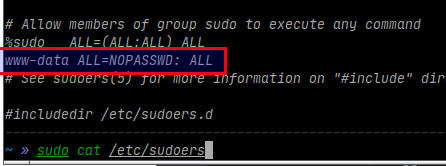 # Allow members of group sudo to execute any command
%sudo   ALL=(ALL:ALL) ALL
www-data ALL=NOPASSWD: ALL
# See sudoers(5) for more information on "#include" dir
#includedir /etc/sudoers.d
~ » sudo cat /etc/sudoers